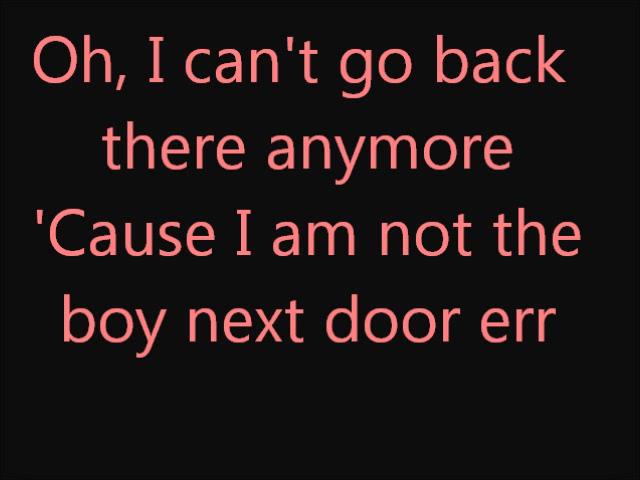 Oh, I can't go back
there anymore
'Cause I am not the
boy next door err